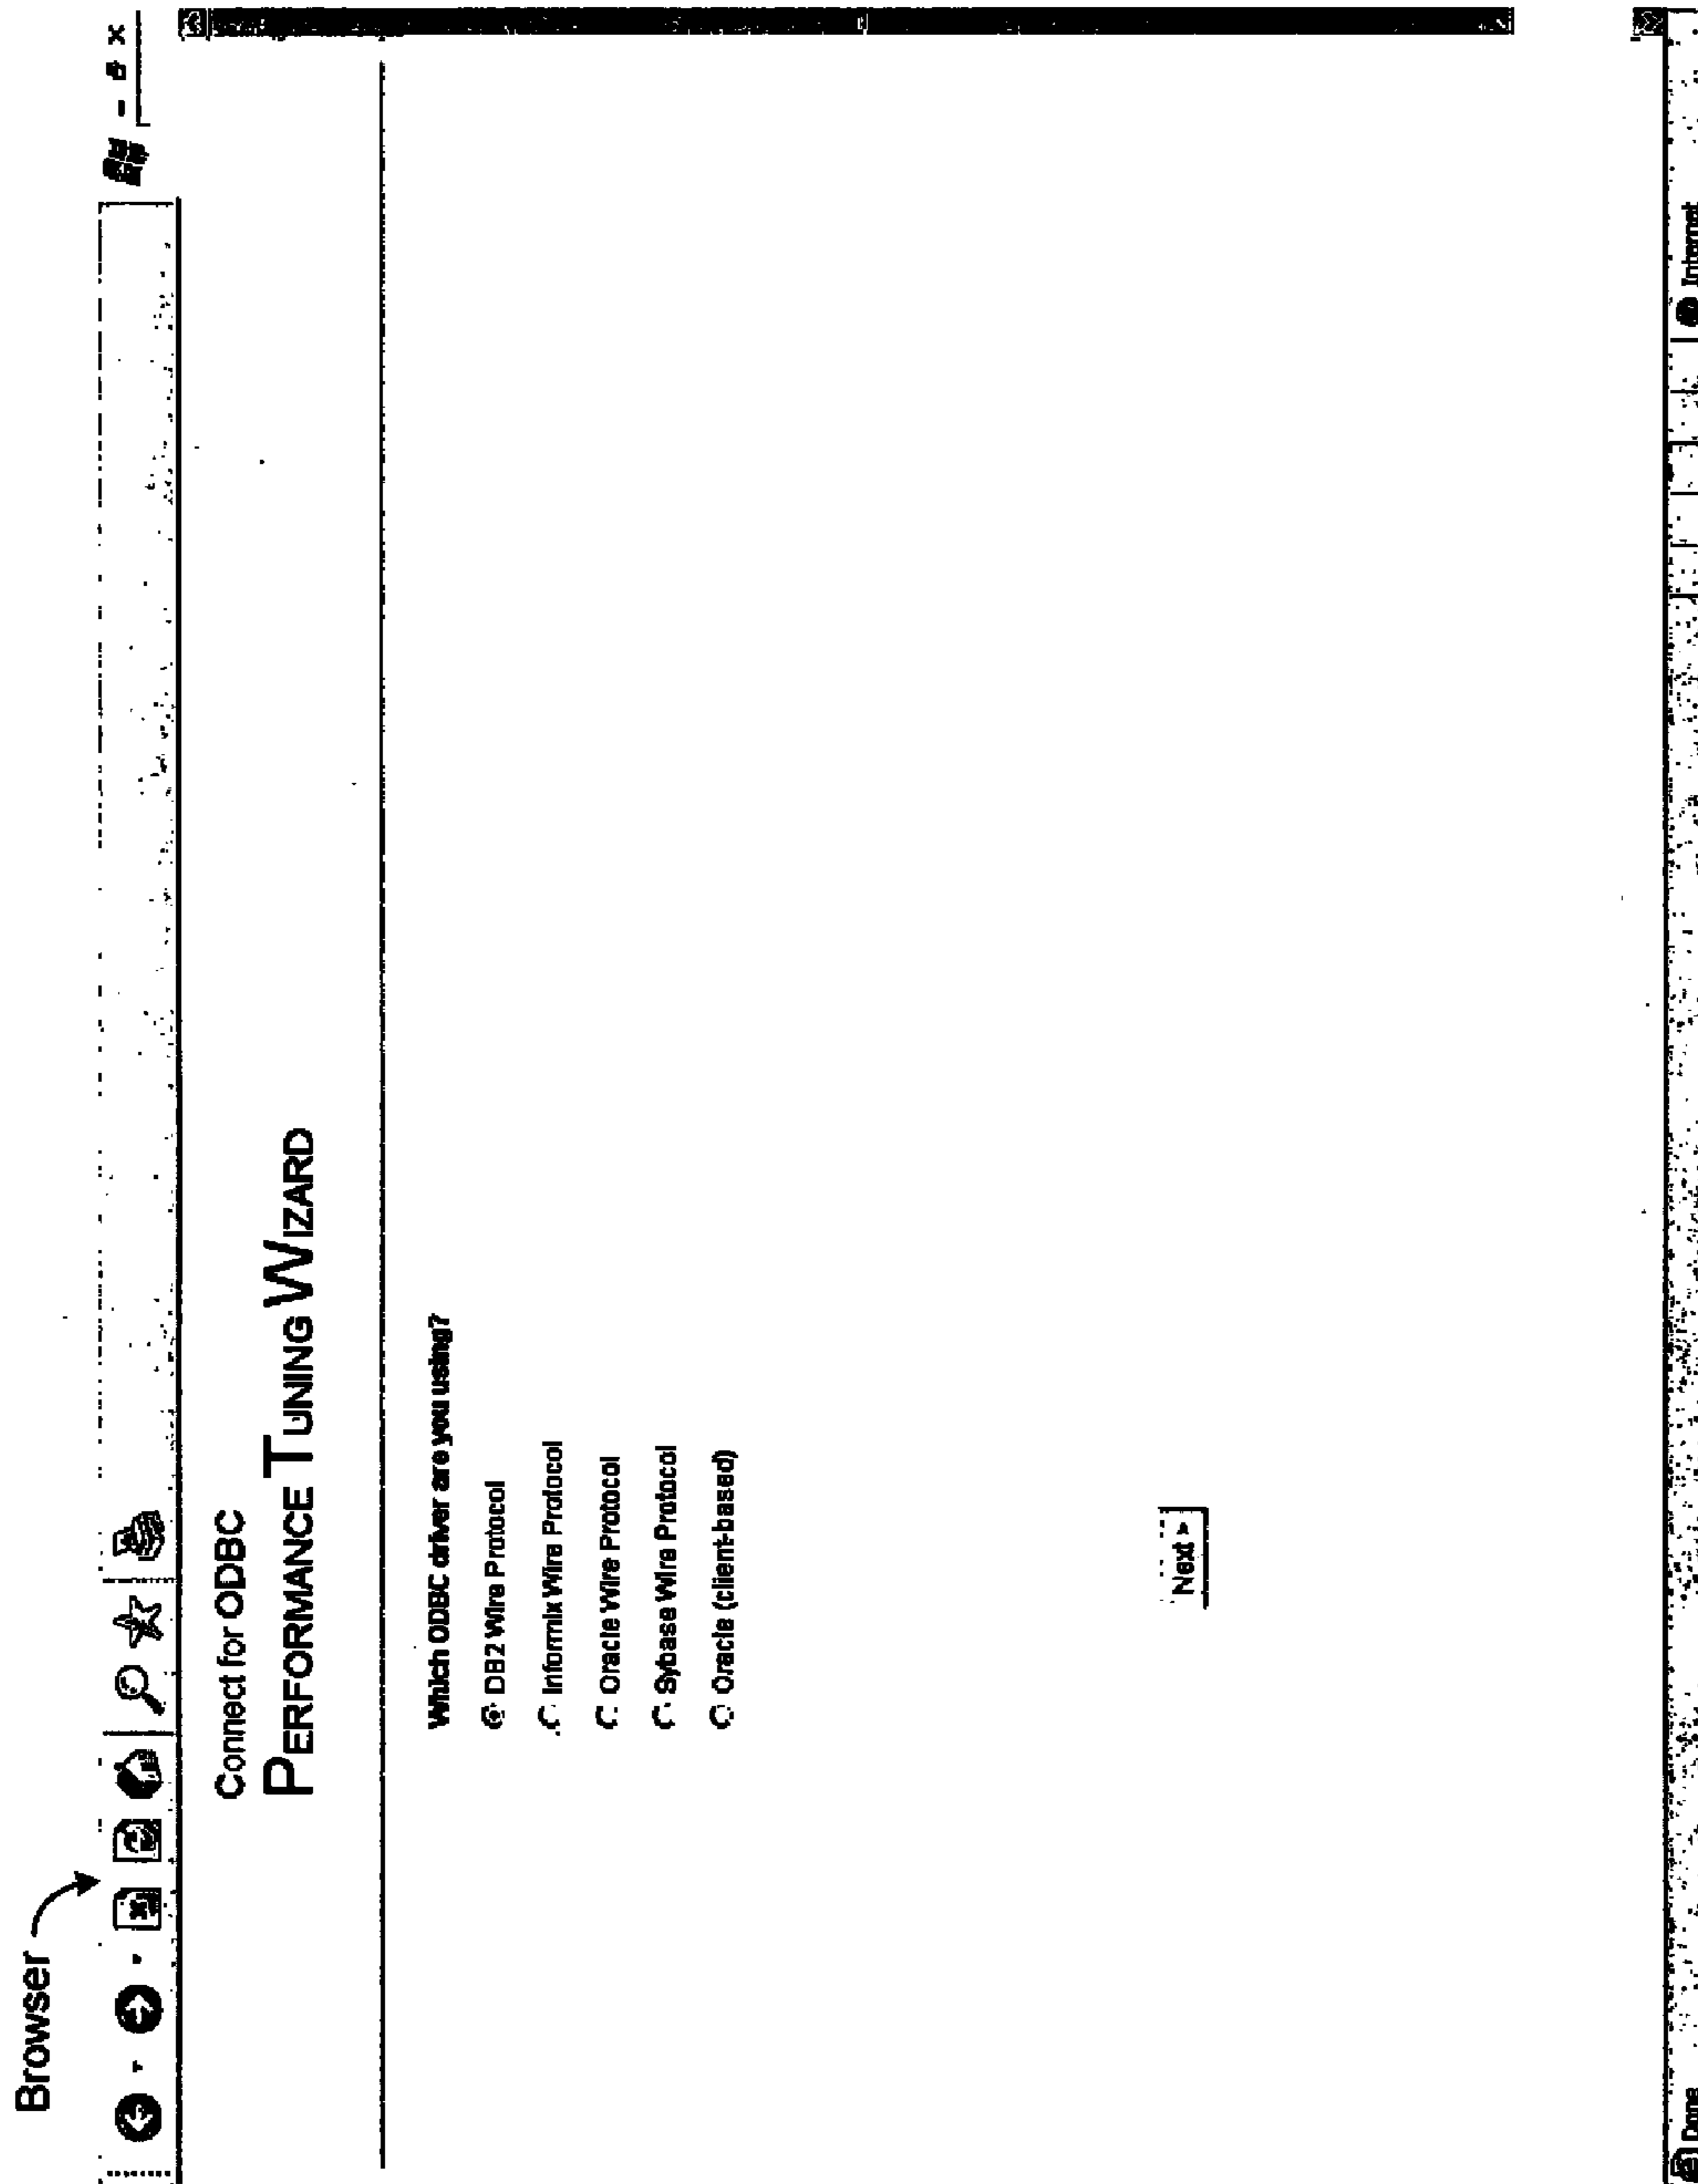 Browser
Connect for ODBC
PERFORMANCE TUNING WIZARD
Which ODBC driver are you using?
DB2 Wire Protocol
Informix Wire Protocol
Oracle Wire Protocol
Sybase Wire Protocol
Oracle (client-based)
Next >
Done
Internet